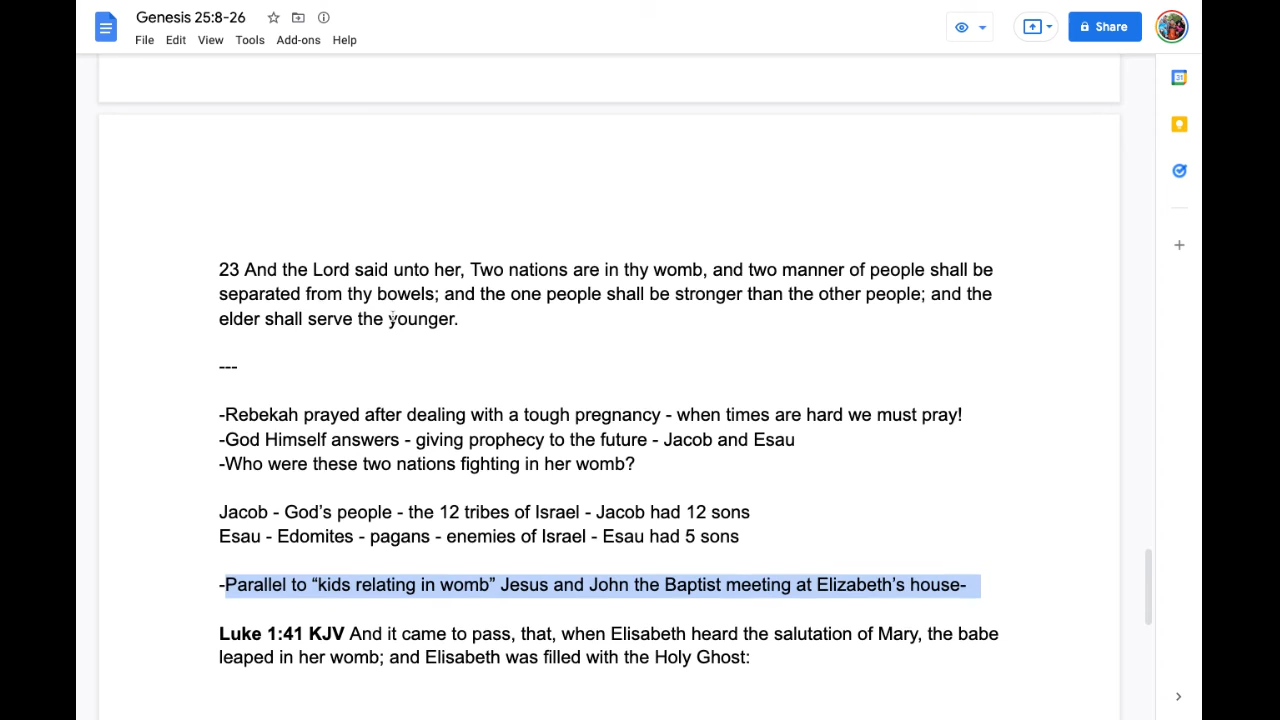 Genesis 25:8-26
File Edit View Tools Add-ons Help
Share
31
23 And the Lord said unto her, Two nations are in thy womb, and two manner of people shall be
separated from thy bowels; and the one people shall be stronger than the other people; and the
elder shall serve the younger.
---
-Rebekah prayed after dealing with a tough pregnancy - when times are hard we must pray!
-God Himself answers - giving prophecy to the future - Jacob and Esau
-Who were these two nations fighting in her womb?
Jacob - God’s people - the 12 tribes of Israel - Jacob had 12 sons
Esau - Edomites - pagans - enemies of Israel - Esau had 5 sons
-Parallel to “kids relating in womb” Jesus and John the Baptist meeting at Elizabeth’s house-
Luke 1:41 KJV And it came to pass, that, when Elisabeth heard the salutation of Mary, the babe
leaped in her womb; and Elisabeth was filled with the Holy Ghost: